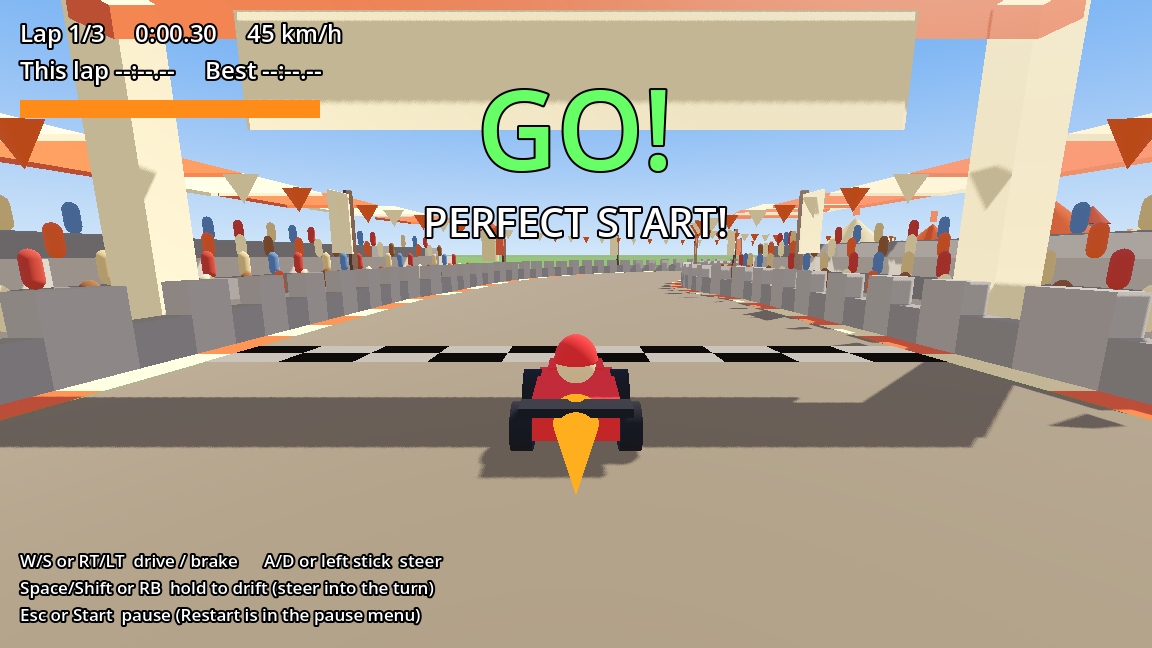 Lap 1/3 0:00.30 45 km/h
This lap --:--.-- Best --:--.--
GO!
PERFECT START!
W/S or RT/LT drive / brake A/D or left stick steer
Space/Shift or RB hold to drift (steer into the turn)
Esc or Start pause (Restart is in the pause menu)